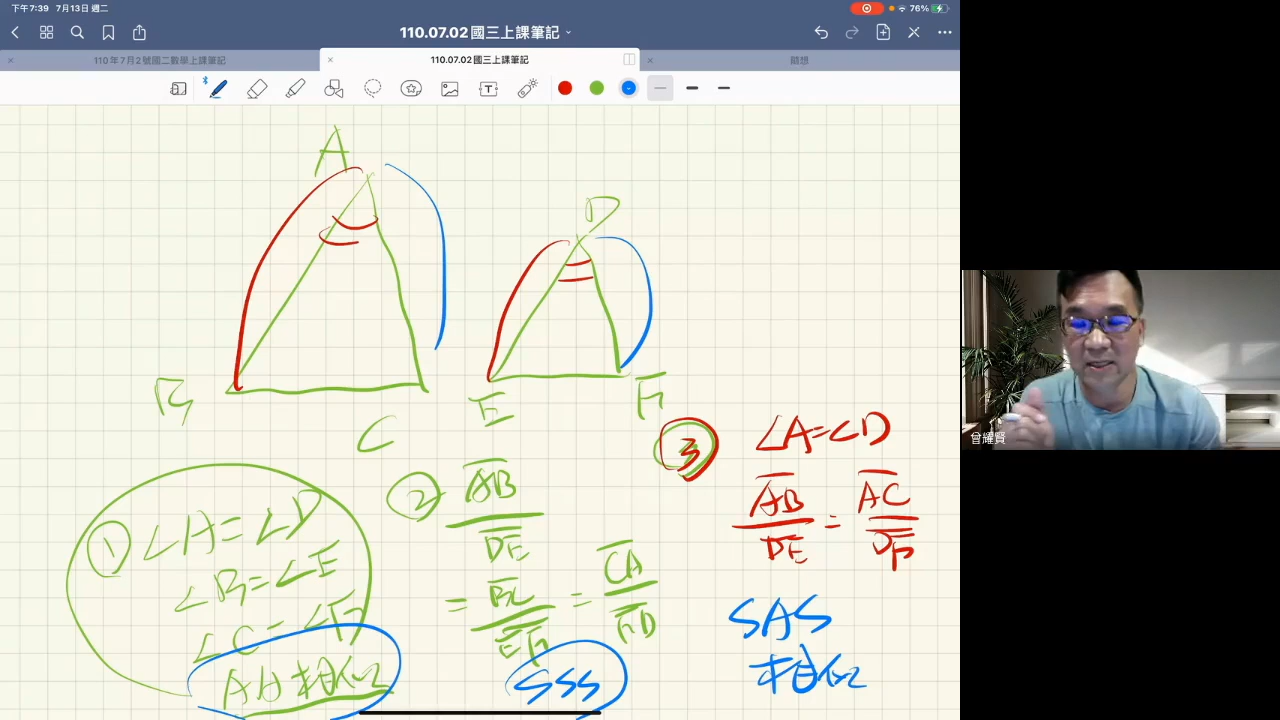 下午7:39 7月13日 週二
76%
110.07.02國三上課筆記
110年7月2號國二數學上課筆記
110.07.02國三上課筆記
隨想
A
D
B
C
E
F
① ∠A=∠D
∠B=∠E
∠C=∠F
AA 相似
② AB/DE
= BC/EF = CA/FD
SSS
③ ∠A=∠D
AB/DE = AC/DF
SAS
相似
曾耀賢